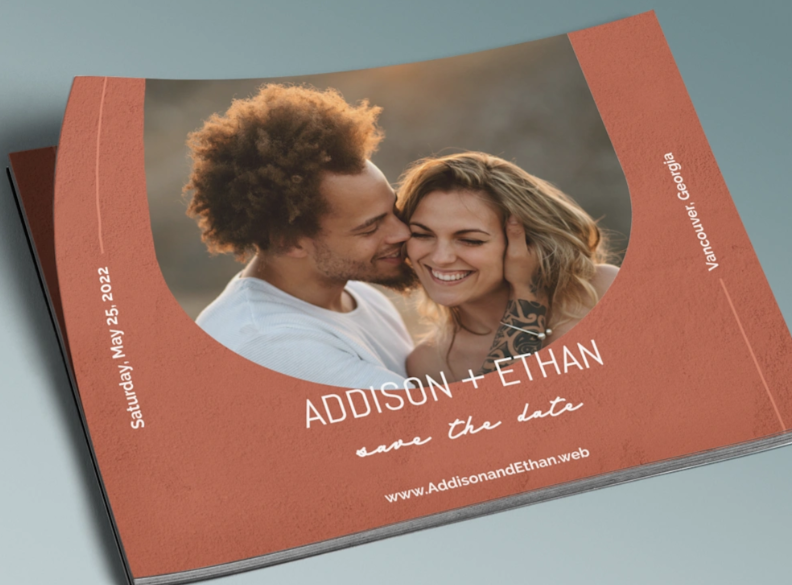 Saturday, May 25, 2022
Vancouver, Georgia
ADDISON + ETHAN
save the date
www.AddisonandEthan.web